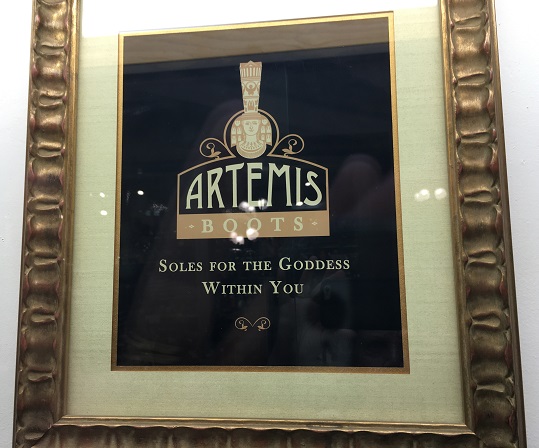 ARTEMIS
BOOTS
SOLES FOR THE GODDESS
WITHIN YOU